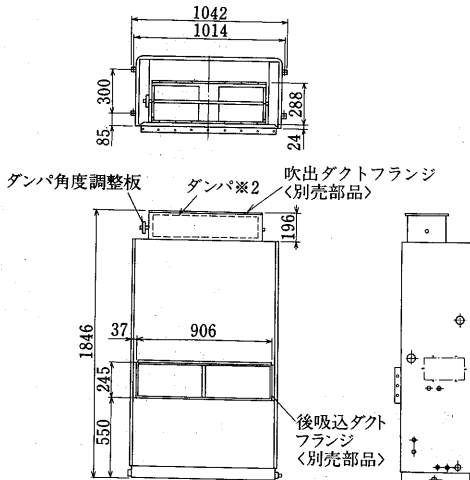 1042
1014
300
85
288
24
ダンパ角度調整板
ダンパ※2
吹出ダクトフランジ
〈別売部品〉
196
1846
37
906
245
550
後吸込ダクト
フランジ
〈別売部品〉